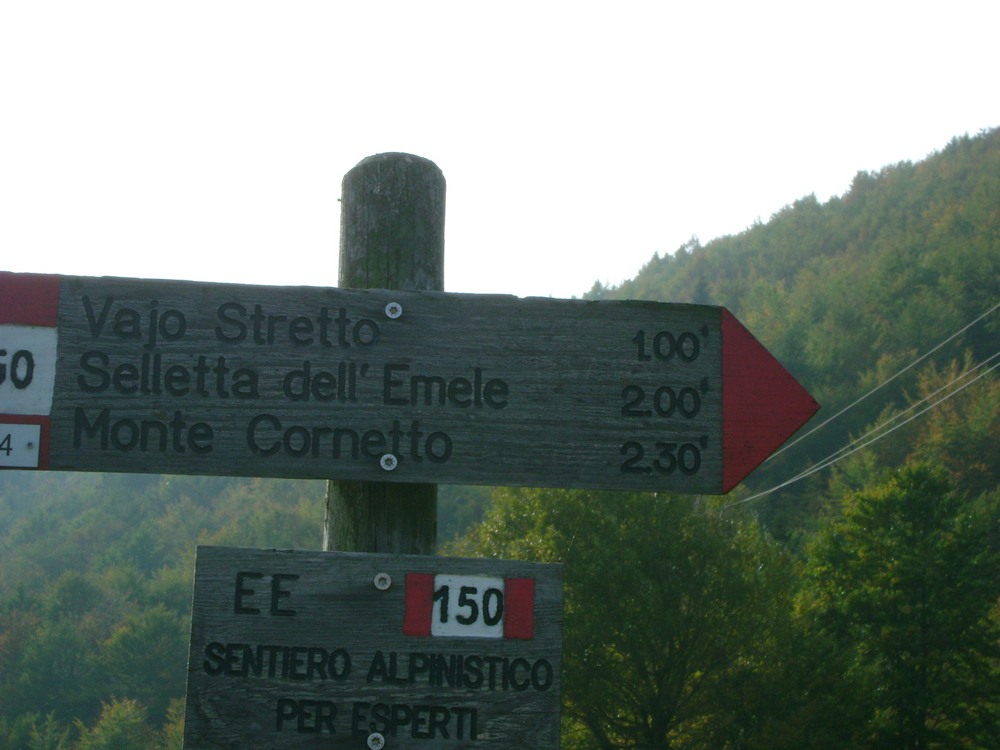 Vajo Stretto 1.00'
50 Selletta dell' Emele 2.00'
4 Monte Cornetto 2.30'
EE 150
SENTIERO ALPINISTICO
PER ESPERTI